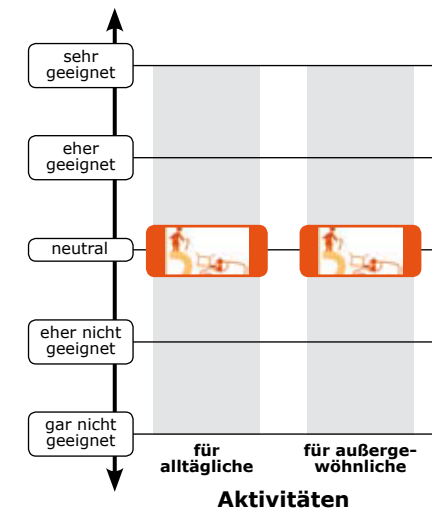 sehr
geeignet
eher
geeignet
neutral
eher nicht
geeignet
gar nicht
geeignet
für
alltägliche
für außerge-
wöhnliche
Aktivitäten